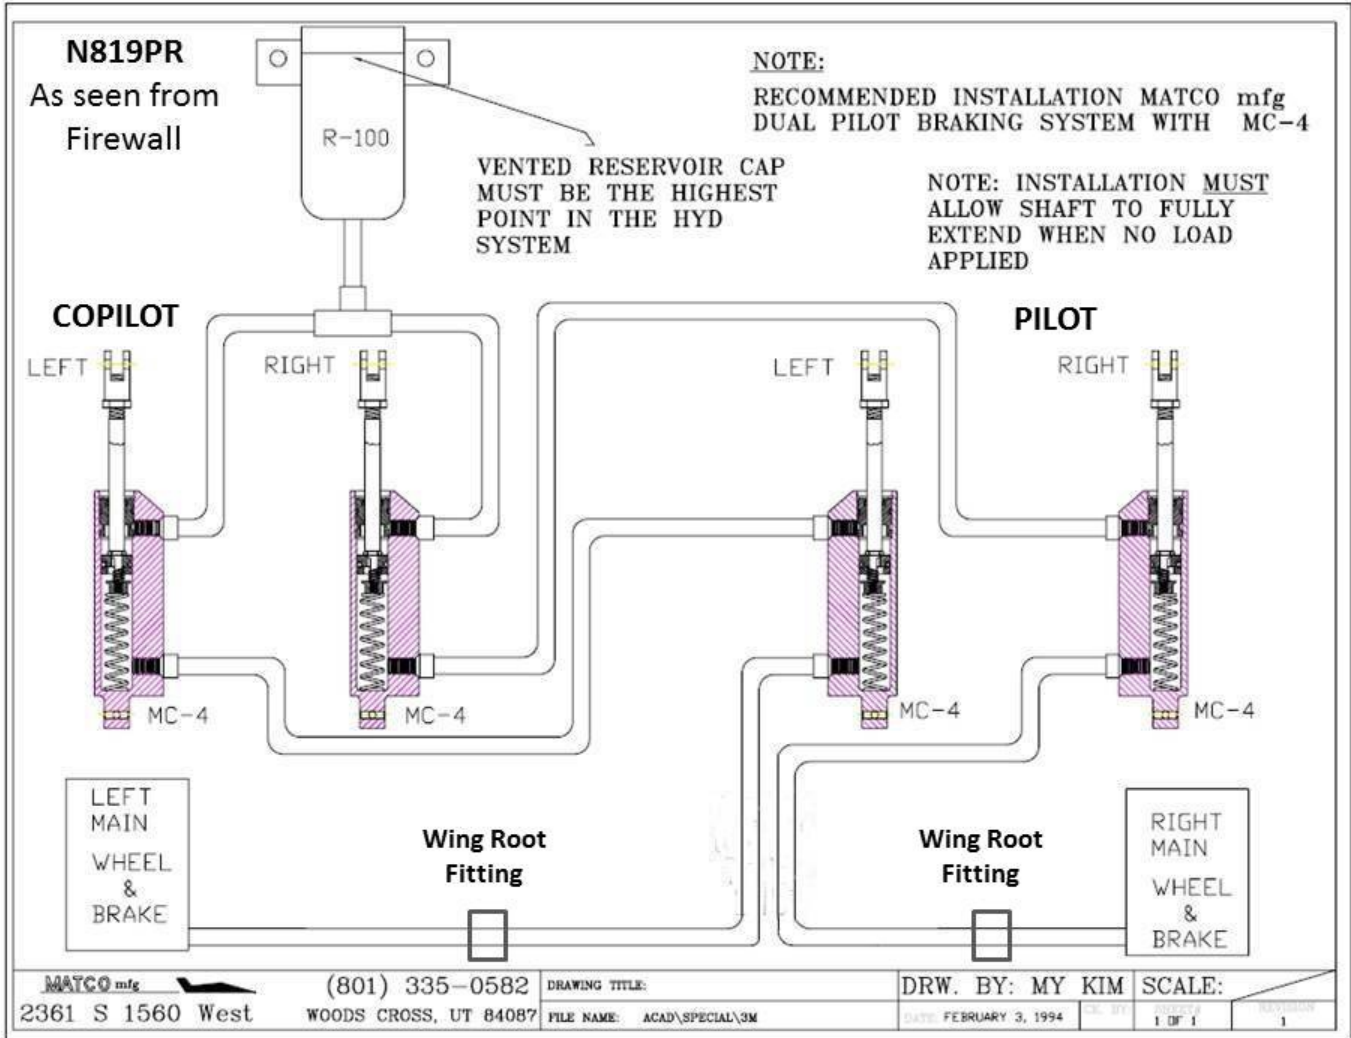 N819PR
As seen from
Firewall
R-100
VENTED RESERVOIR CAP
MUST BE THE HIGHEST
POINT IN THE HYD
SYSTEM
NOTE:
RECOMMENDED INSTALLATION MATCO mfg
DUAL PILOT BRAKING SYSTEM WITH MC-4
NOTE: INSTALLATION MUST
ALLOW SHAFT TO FULLY
EXTEND WHEN NO LOAD
APPLIED
COPILOT
PILOT
LEFT
RIGHT
LEFT
RIGHT
MC-4
MC-4
MC-4
MC-4
LEFT
MAIN
WHEEL
&
BRAKE
Wing Root
Fitting
Wing Root
Fitting
RIGHT
MAIN
WHEEL
&
BRAKE
MATCO mfg
2361 S 1560 West
(801) 335-0582
WOODS CROSS, UT 84087
DRAWING TITLE:
FILE NAME: ACAD\SPECIAL\3M
DRW. BY: MY KIM
SCALE:
DATE: FEBRUARY 3, 1994
CK. BY:
SHEETS
1 OF 1
REVISION
1